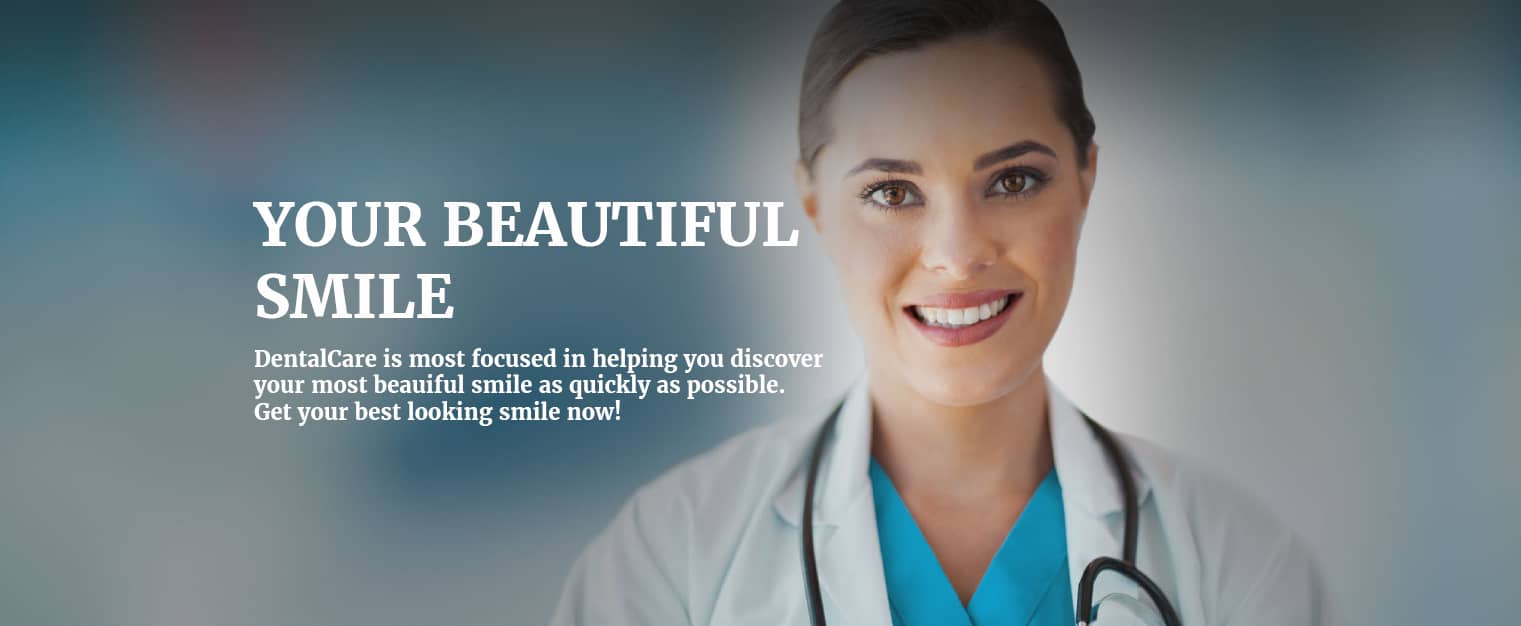 YOUR BEAUTIFUL
SMILE
DentalCare is most focused in helping you discover
your most beauiful smile as quickly as possible.
Get your best looking smile now!